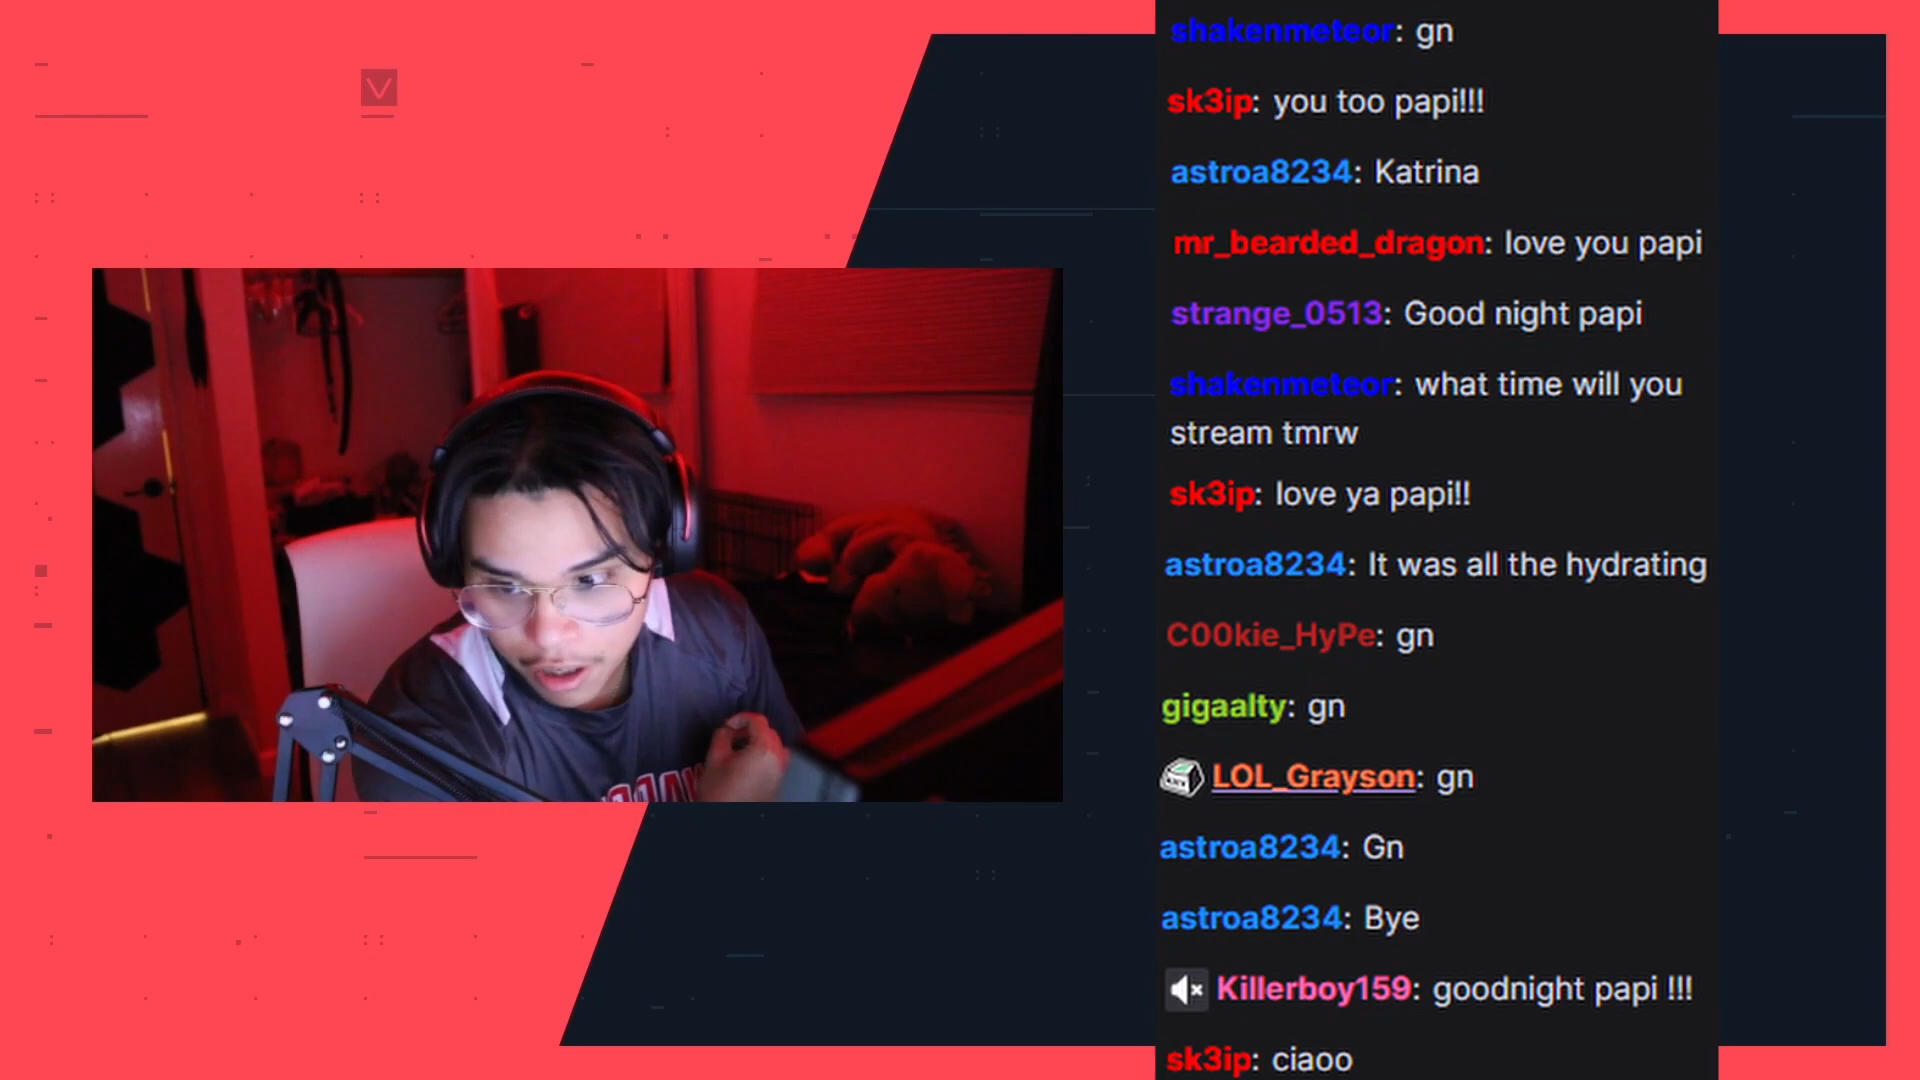 shakenmeteor: gn
sk3ip: you too papi!!!
astroa8234: Katrina
mr_bearded_dragon: love you papi
strange_0513: Good night papi
shakenmeteor: what time will you
stream tmrw
sk3ip: love ya papi!!
astroa8234: It was all the hydrating
C00kie_HyPe: gn
gigaalty: gn
LOL_Grayson: gn
astroa8234: Gn
astroa8234: Bye
Killerboy159: goodnight papi !!!
sk3ip: ciaoo